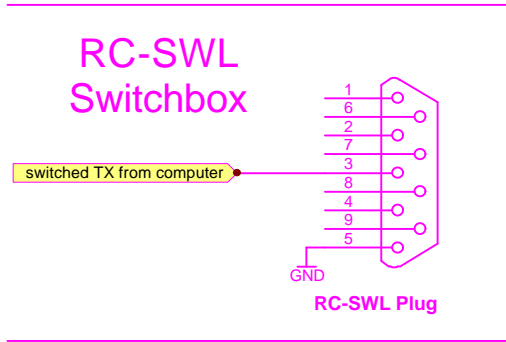 RC-SWL
Switchbox
1
6
2
7
switched TX from computer
3
8
4
9
5
GND
RC-SWL Plug